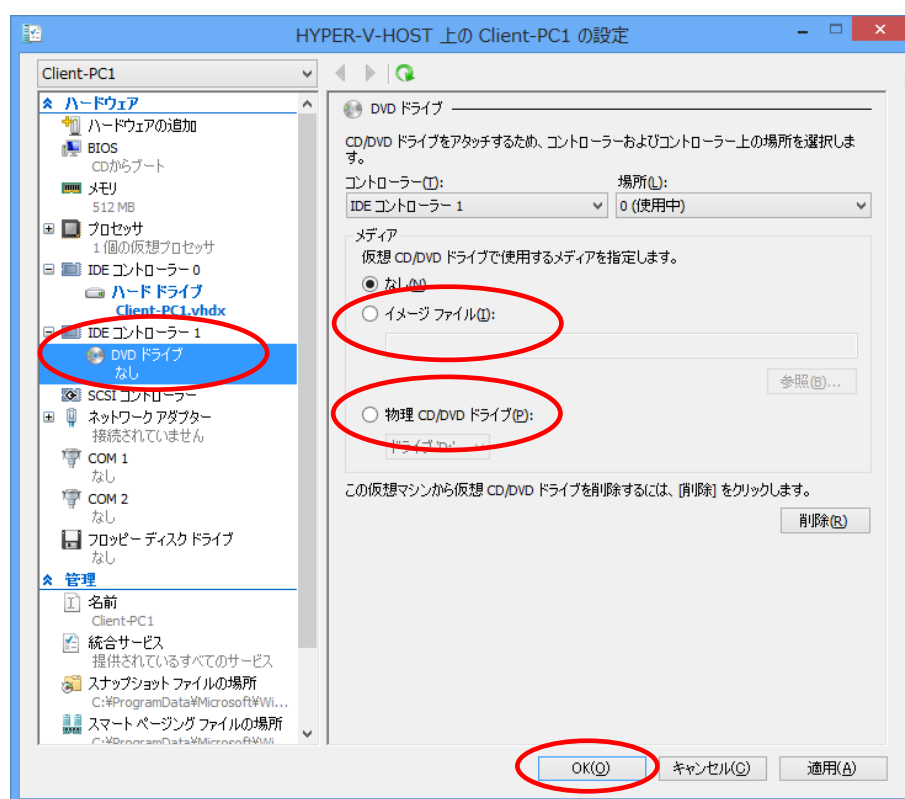 HYPER-V-HOST 上の Client-PC1 の設定
Client-PC1
ハードウェア
ハードウェアの追加
BIOS
CDからブート
メモリ
512 MB
プロセッサ
1 個の仮想プロセッサ
IDE コントローラー 0
ハード ドライブ
Client-PC1.vhdx
IDE コントローラー 1
DVD ドライブ
なし
SCSI コントローラー
ネットワーク アダプター
接続されていません
COM 1
なし
COM 2
なし
フロッピー ディスク ドライブ
なし
管理
名前
Client-PC1
統合サービス
提供されているすべてのサービス
スナップショット ファイルの場所
C:¥ProgramData¥Microsoft¥Wi...
スマート ページング ファイルの場所
C:¥ProgramData¥Microsoft¥Wi...
DVD ドライブ
CD/DVD ドライブをアタッチするため、コントローラーおよびコントローラー上の場所を選択しま
す。
コントローラー(T): 場所(L):
IDE コントローラー 1 0 (使用中)
メディア
仮想 CD/DVD ドライブで使用するメディアを指定します。
なし(N)
イメージ ファイル(I):
参照(B)...
物理 CD/DVD ドライブ(P):
ドライブ 'D:'
この仮想マシンから仮想 CD/DVD ドライブを削除するには、[削除] をクリックします。
削除(R)
OK(O) キャンセル(C) 適用(A)